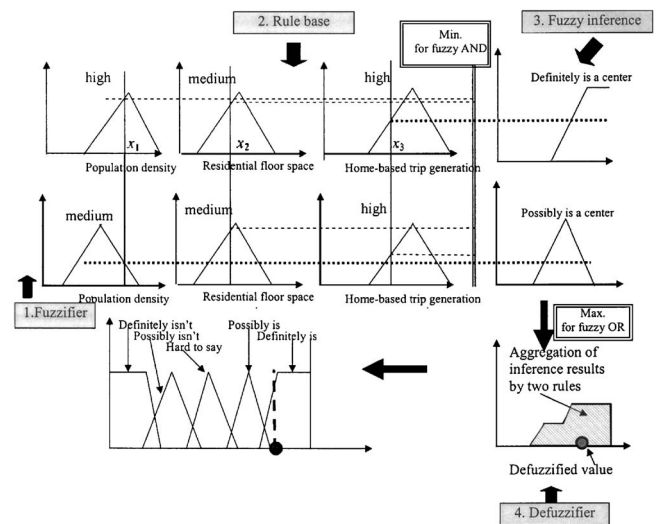 2. Rule base
Min.
for fuzzy AND
3. Fuzzy inference
high
medium
high
Definitely is a center
x1
x2
x3
Population density
Residential floor space
Home-based trip generation
medium
medium
high
Possibly is a center
1.Fuzzifier
Population density
Residential floor space
Home-based trip generation
Max.
for fuzzy OR
Definitely isn't
Possibly isn't
Hard to say
Possibly is
Definitely is
Aggregation of
inference results
by two rules
Defuzzified value
4. Defuzzifier